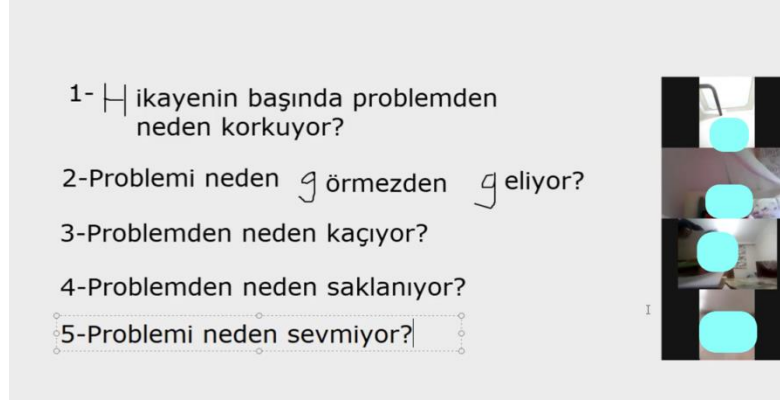 1- Hikayenin başında problemden
neden korkuyor?
2-Problemi neden görmezden geliyor?
3-Problemden neden kaçıyor?
4-Problemden neden saklanıyor?
5-Problemi neden sevmiyor?